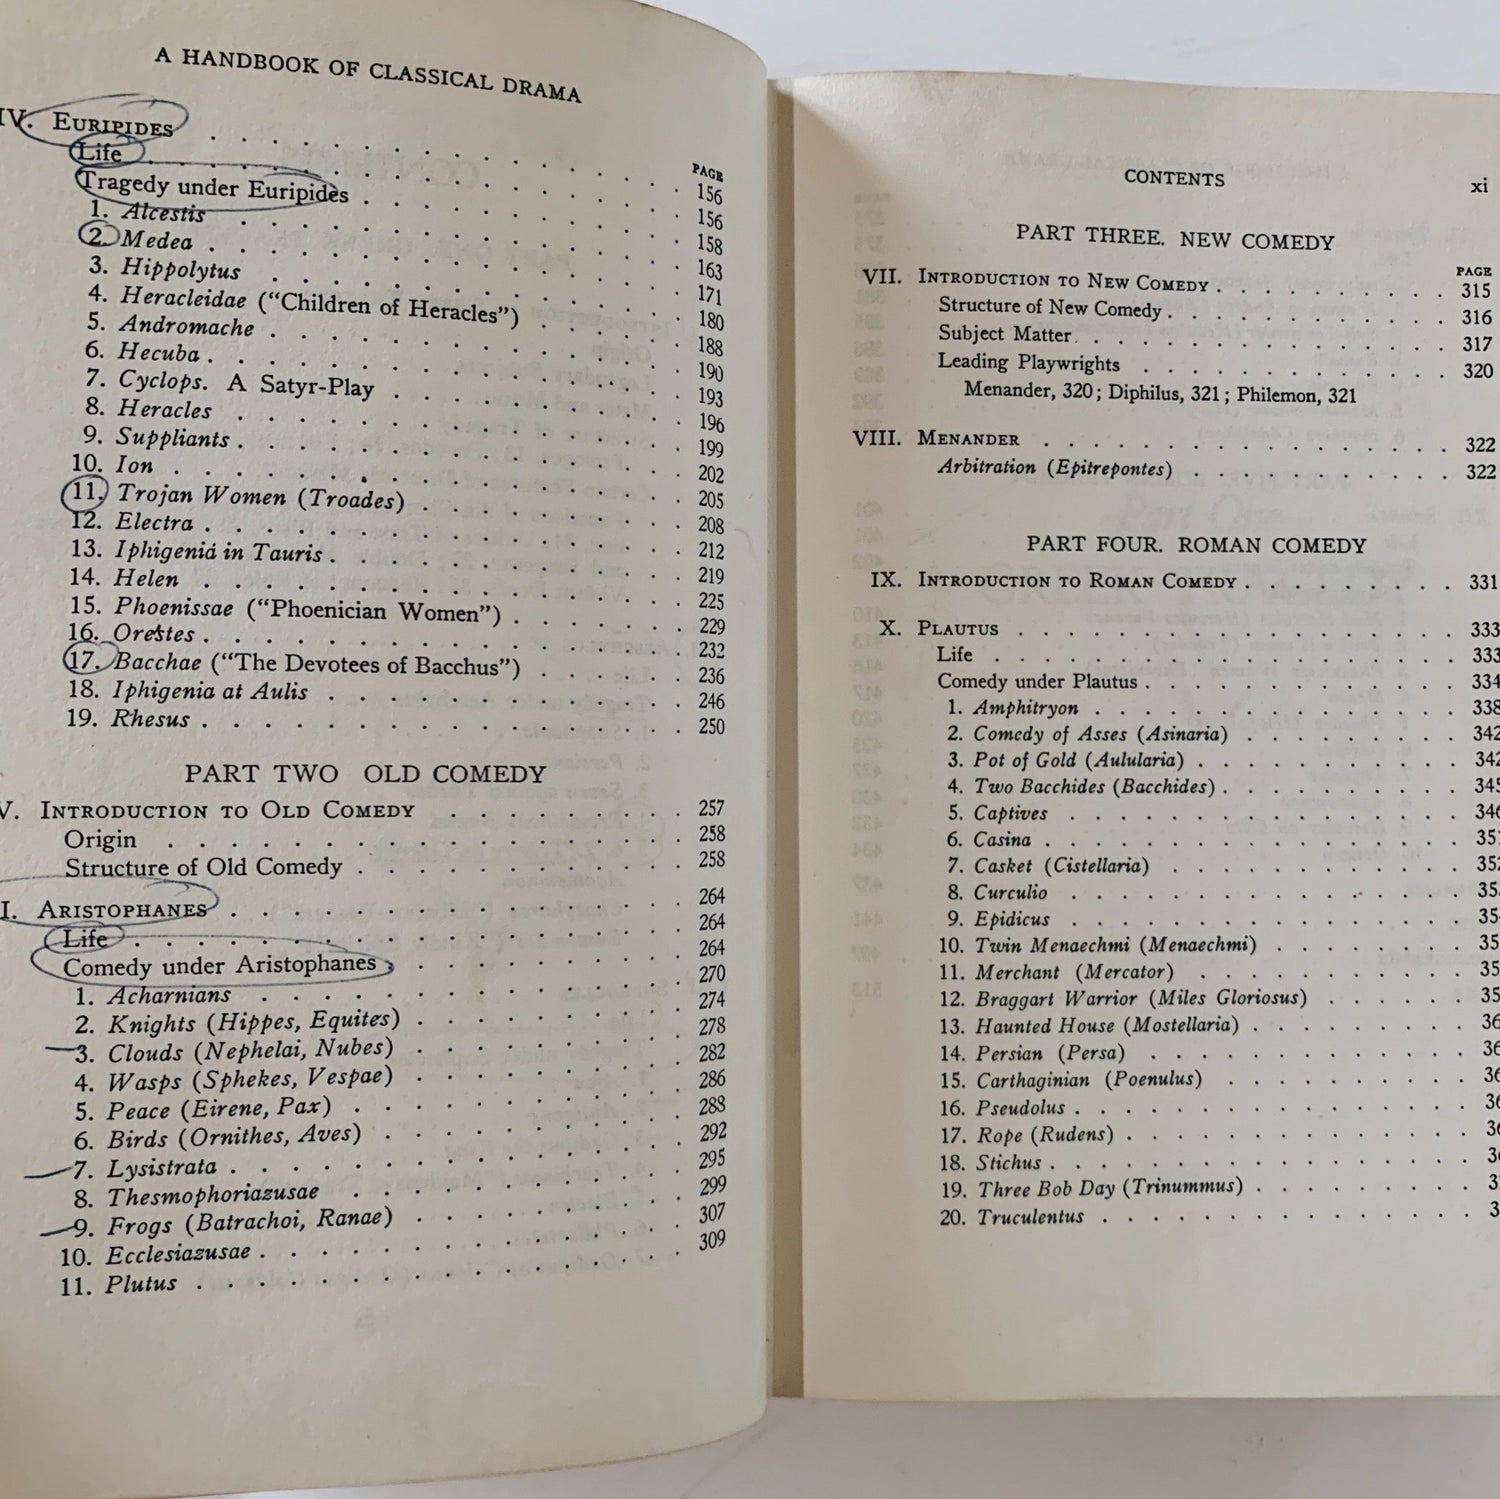 A HANDBOOK OF CLASSICAL DRAMA
PAGE
IV. EURIPIDES . . . . . . . . . . 156
Life . . . . . . . . . . 156
Tragedy under Euripides . . . . . . . . . . 158
1. Alcestis . . . . . . . . . . 163
2. Medea . . . . . . . . . . 171
3. Hippolytus . . . . . . . . . . 180
4. Heracleidae ("Children of Heracles") . . . . . 188
5. Andromache . . . . . . . . . . 190
6. Hecuba . . . . . . . . . . 193
7. Cyclops. A Satyr-Play . . . . . . . . . . 196
8. Heracles . . . . . . . . . . 199
9. Suppliants . . . . . . . . . . 202
10. Ion . . . . . . . . . . 205
11. Trojan Women (Troades) . . . . . . . . . 208
12. Electra . . . . . . . . . . 212
13. Iphigenia in Tauris . . . . . . . . . . 219
14. Helen . . . . . . . . . . 225
15. Phoenissae ("Phoenician Women") . . . . . . 229
16. Orestes . . . . . . . . . . 232
17. Bacchae ("The Devotees of Bacchus") . . . . . 236
18. Iphigenia at Aulis . . . . . . . . . . 246
19. Rhesus . . . . . . . . . . 250
PART TWO OLD COMEDY
V. INTRODUCTION TO OLD COMEDY . . . . . . . . 257
Origin . . . . . . . . . . 258
Structure of Old Comedy . . . . . . . . . . 258
I. ARISTOPHANES . . . . . . . . . . 264
Life . . . . . . . . . . 264
Comedy under Aristophanes . . . . . . . . . 264
1. Acharnians . . . . . . . . . . 270
2. Knights (Hippes, Equites) . . . . . . . . . 274
3. Clouds (Nephelai, Nubes) . . . . . . . . . 278
4. Wasps (Sphekes, Vespae) . . . . . . . . . 282
5. Peace (Eirene, Pax) . . . . . . . . . . 286
6. Birds (Ornithes, Aves) . . . . . . . . . . 288
7. Lysistrata . . . . . . . . . . 292
8. Thesmophoriazusae . . . . . . . . . . 295
9. Frogs (Batrachoi, Ranae) . . . . . . . . . 299
10. Ecclesiazusae . . . . . . . . . . 307
11. Plutus . . . . . . . . . . 309
CONTENTS xi
PART THREE. NEW COMEDY
PAGE
VII. INTRODUCTION TO NEW COMEDY . . . . . . . . . 315
Structure of New Comedy . . . . . . . . . . 316
Subject Matter . . . . . . . . . . 317
Leading Playwrights . . . . . . . . . . 320
Menander, 320; Diphilus, 321; Philemon, 321
VIII. MENANDER . . . . . . . . . . 322
Arbitration (Epitrepontes) . . . . . . . . . . 322
PART FOUR. ROMAN COMEDY
IX. INTRODUCTION TO ROMAN COMEDY . . . . . . . . . 331
X. PLAUTUS . . . . . . . . . . 333
Life . . . . . . . . . . 333
Comedy under Plautus . . . . . . . . . . 334
1. Amphitryon . . . . . . . . . . 338
2. Comedy of Asses (Asinaria) . . . . . . . . . 342
3. Pot of Gold (Aulularia) . . . . . . . . . . 342
4. Two Bacchides (Bacchides) . . . . . . . . . . 345
5. Captives . . . . . . . . . . 346
6. Casina . . . . . . . . . .
7. Casket (Cistellaria) . . . . . . . . . . 352
8. Curculio . . . . . . . . . .
9. Epidicus . . . . . . . . . .
10. Twin Menaechmi (Menaechmi) . . . . . . . .
11. Merchant (Mercator) . . . . . . . . . .
12. Braggart Warrior (Miles Gloriosus) . . . . . .
13. Haunted House (Mostellaria) . . . . . . . . .
14. Persian (Persa) . . . . . . . . . .
15. Carthaginian (Poenulus) . . . . . . . . . .
16. Pseudolus . . . . . . . . . .
17. Rope (Rudens) . . . . . . . . . .
18. Stichus . . . . . . . . . .
19. Three Bob Day (Trinummus) . . . . . . . . .
20. Truculentus . . . . . . . . . .